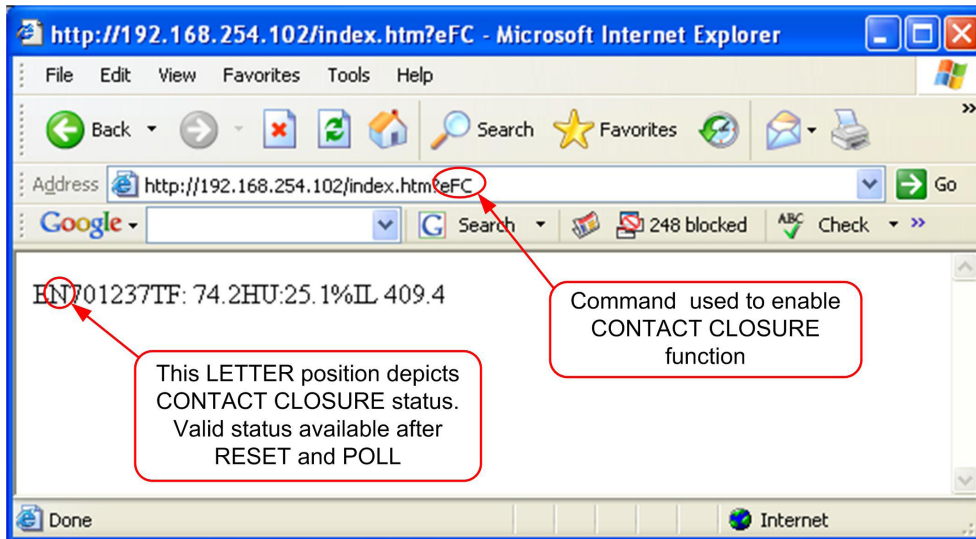 http://192.168.254.102/index.htm?eFC - Microsoft Internet Explorer
File Edit View Favorites Tools Help
Back Search Favorites »
Address http://192.168.254.102/index.htm?eFC Go
Google G Search 248 blocked ABC Check »
EN701237TF: 74.2HU:25.1%IL 409.4
Command used to enable
CONTACT CLOSURE
function
This LETTER position depicts
CONTACT CLOSURE status.
Valid status available after
RESET and POLL
Done Internet